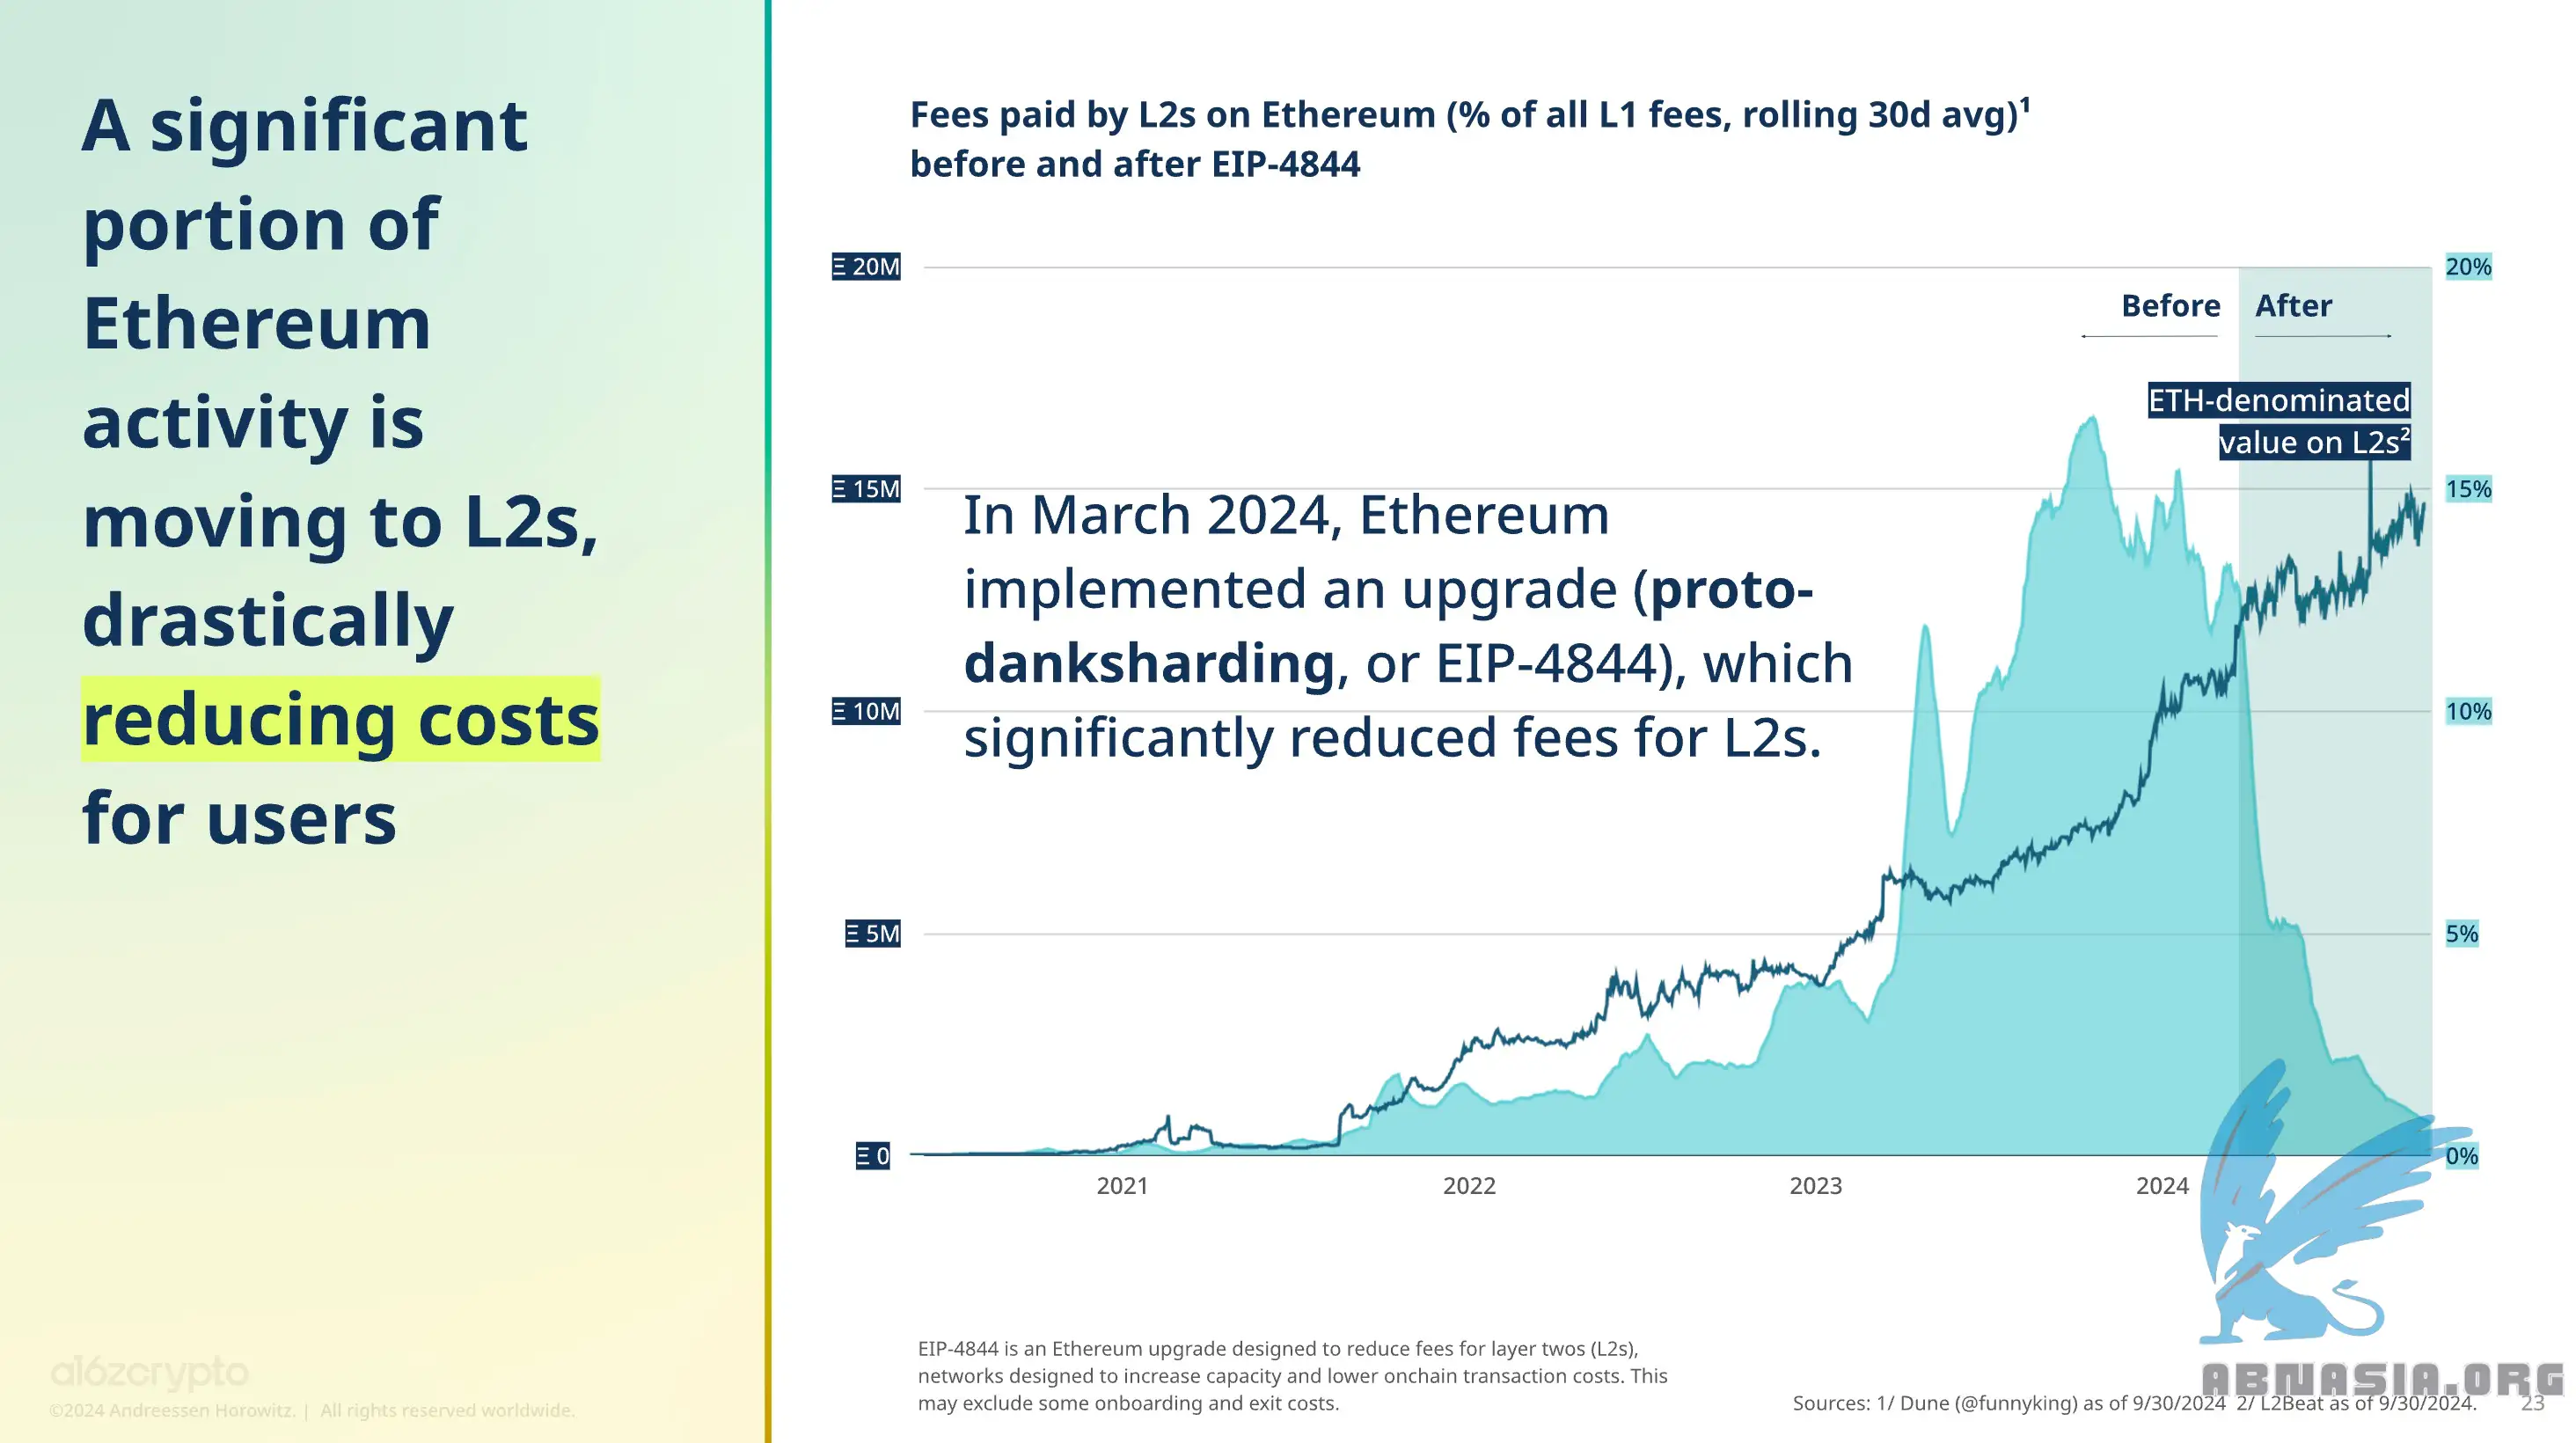 A significant
portion of
Ethereum
activity is
moving to L2s,
drastically
reducing costs
for users
a16zcrypto
©2024 Andreessen Horowitz. | All rights reserved worldwide.
Fees paid by L2s on Ethereum (% of all L1 fees, rolling 30d avg)¹
before and after EIP-4844
Ξ 20M
20%
Before
After
ETH-denominated
value on L2s²
Ξ 15M
15%
In March 2024, Ethereum
implemented an upgrade (proto-
danksharding, or EIP-4844), which
significantly reduced fees for L2s.
Ξ 10M
10%
Ξ 5M
5%
Ξ 0
0%
2021
2022
2023
2024
EIP-4844 is an Ethereum upgrade designed to reduce fees for layer twos (L2s),
networks designed to increase capacity and lower onchain transaction costs. This
may exclude some onboarding and exit costs.
ABNASIA.ORG
Sources: 1/ Dune (@funnyking) as of 9/30/2024 2/ L2Beat as of 9/30/2024.
23